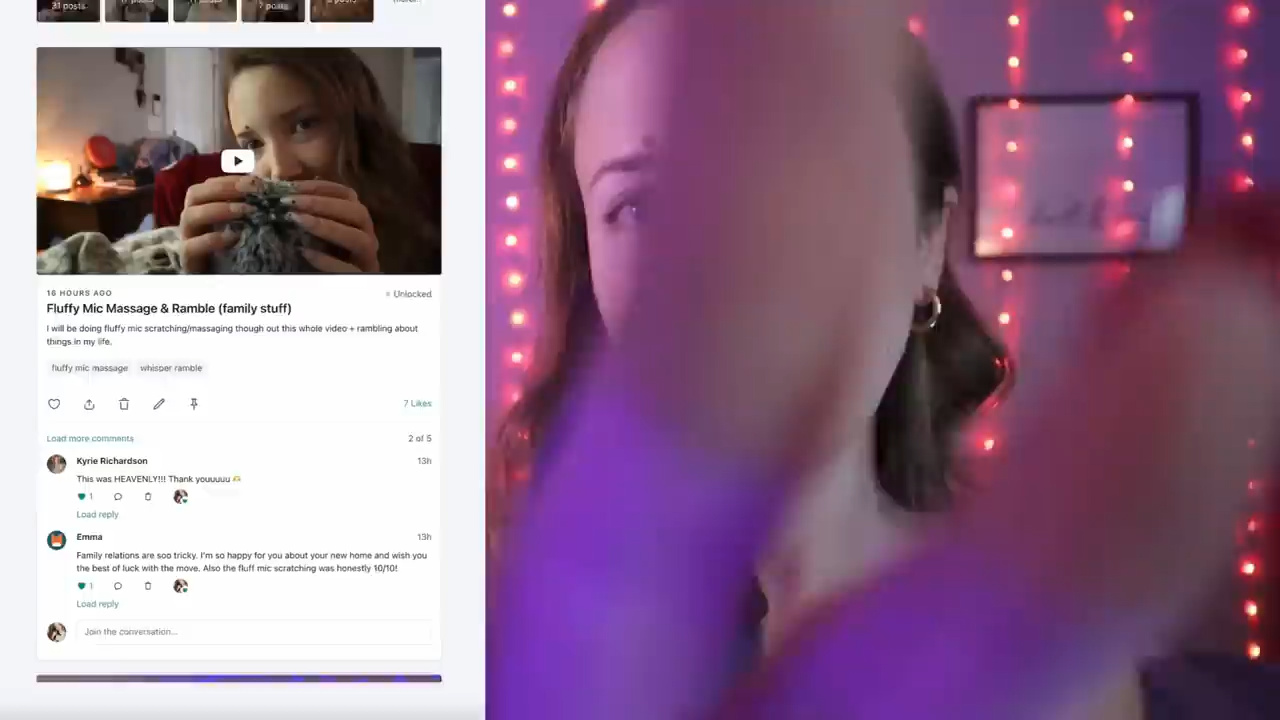 31 posts
posts
posts
16 HOURS AGO
Unlocked
Fluffy Mic Massage & Ramble (family stuff)
I will be doing fluffy mic scratching/massaging though out this whole video + rambling about
things in my life.
fluffy mic massage whisper ramble
7 Likes
Load more comments
2 of 5
Kyrie Richardson
13h
This was HEAVENLY!!! Thank youuuuu 🫶
1
Load reply
Emma
13h
Family relations are soo tricky. I'm so happy for you about your new home and wish you
the best of luck with the move. Also the fluff mic scratching was honestly 10/10!
1
Load reply
Join the conversation...